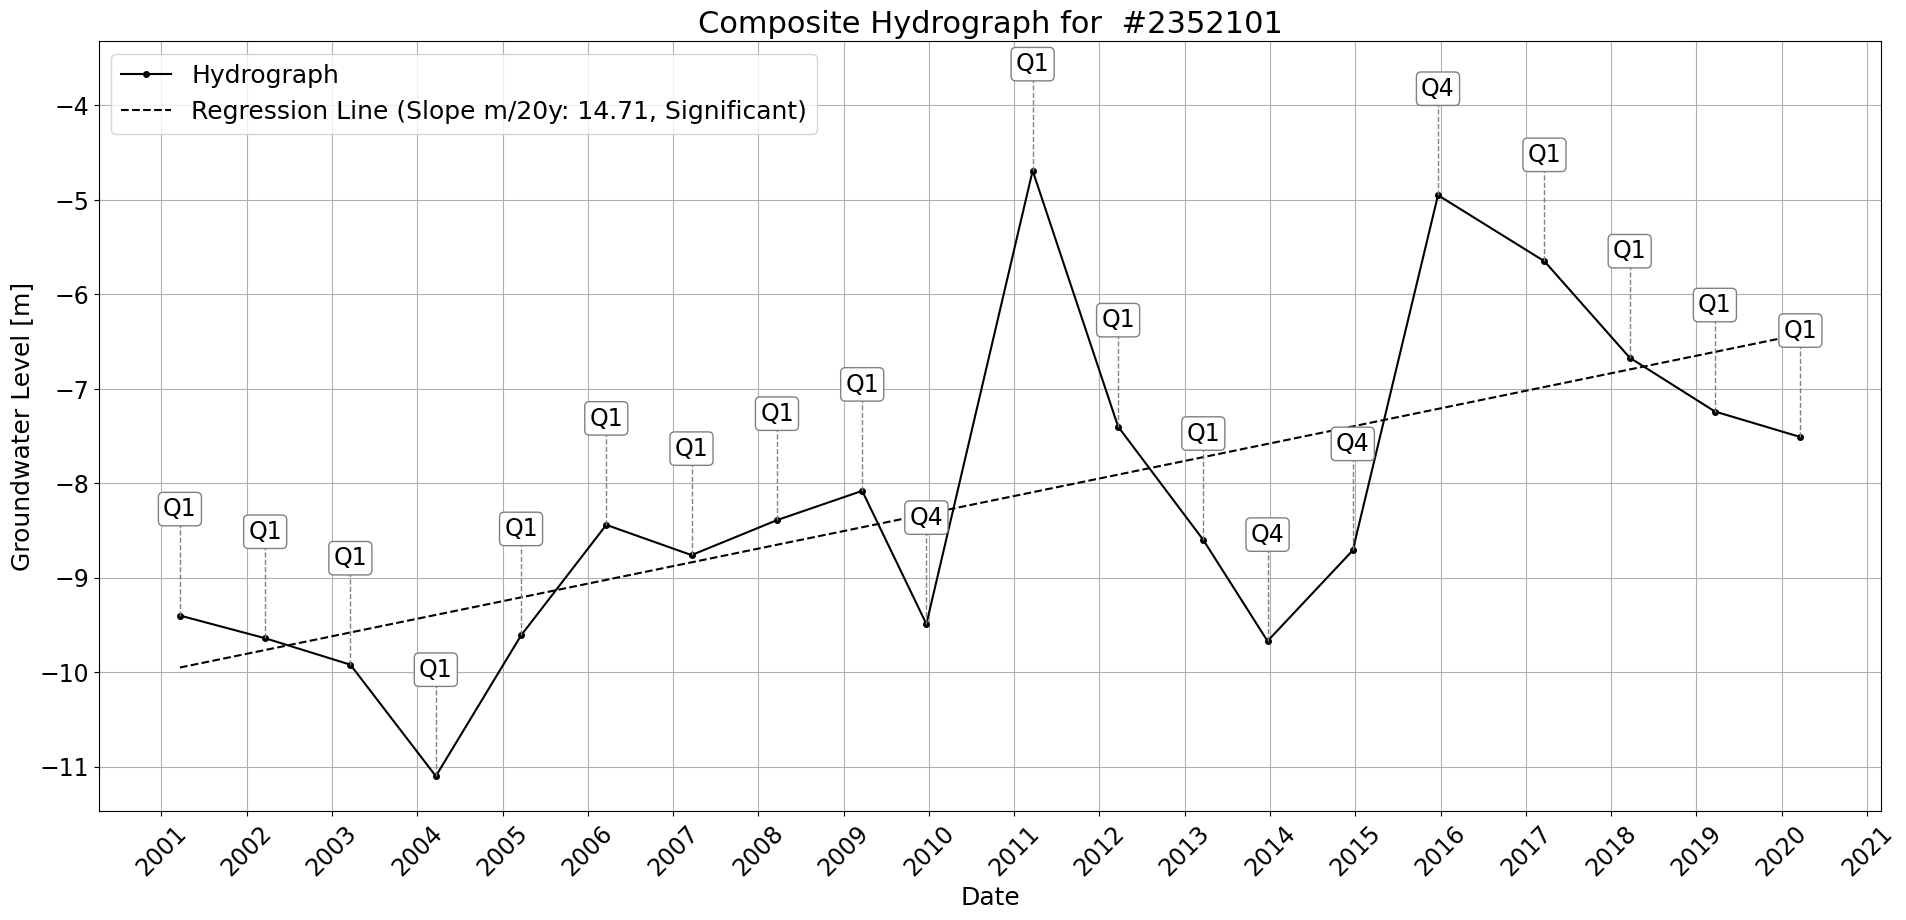 Composite Hydrograph for  #2352101
Hydrograph
Regression Line (Slope m/20y: 14.71, Significant)
Groundwater Level [m]
−4
−5
−6
−7
−8
−9
−10
−11
Q1
Q1
Q1
Q1
Q1
Q1
Q1
Q1
Q1
Q4
Q1
Q1
Q1
Q4
Q4
Q4
Q1
Q1
Q1
Q1
2001
2002
2003
2004
2005
2006
2007
2008
2009
2010
2011
2012
2013
2014
2015
2016
2017
2018
2019
2020
2021
Date